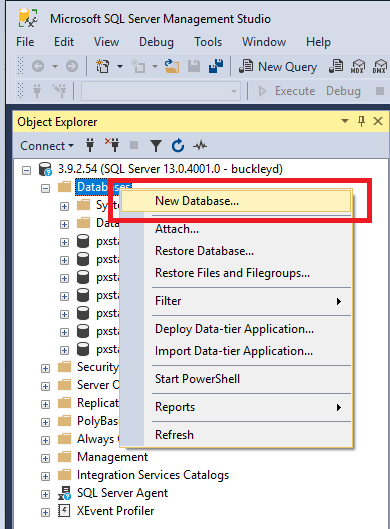 Microsoft SQL Server Management Studio
File Edit View Debug Tools Window Help
New Query MDX DMX
Execute Debug
Object Explorer
Connect
3.9.2.54 (SQL Server 13.0.4001.0 - buckleyd)
Databases
New Database...
Attach...
Restore Database...
Restore Files and Filegroups...
Filter
Deploy Data-tier Application...
Import Data-tier Application...
Start PowerShell
Reports
Refresh
Syste
Data
pxsta
pxsta
pxsta
pxsta
pxsta
Security
Server O
Replicat
PolyBase
Always O
Management
Integration Services Catalogs
SQL Server Agent
XEvent Profiler